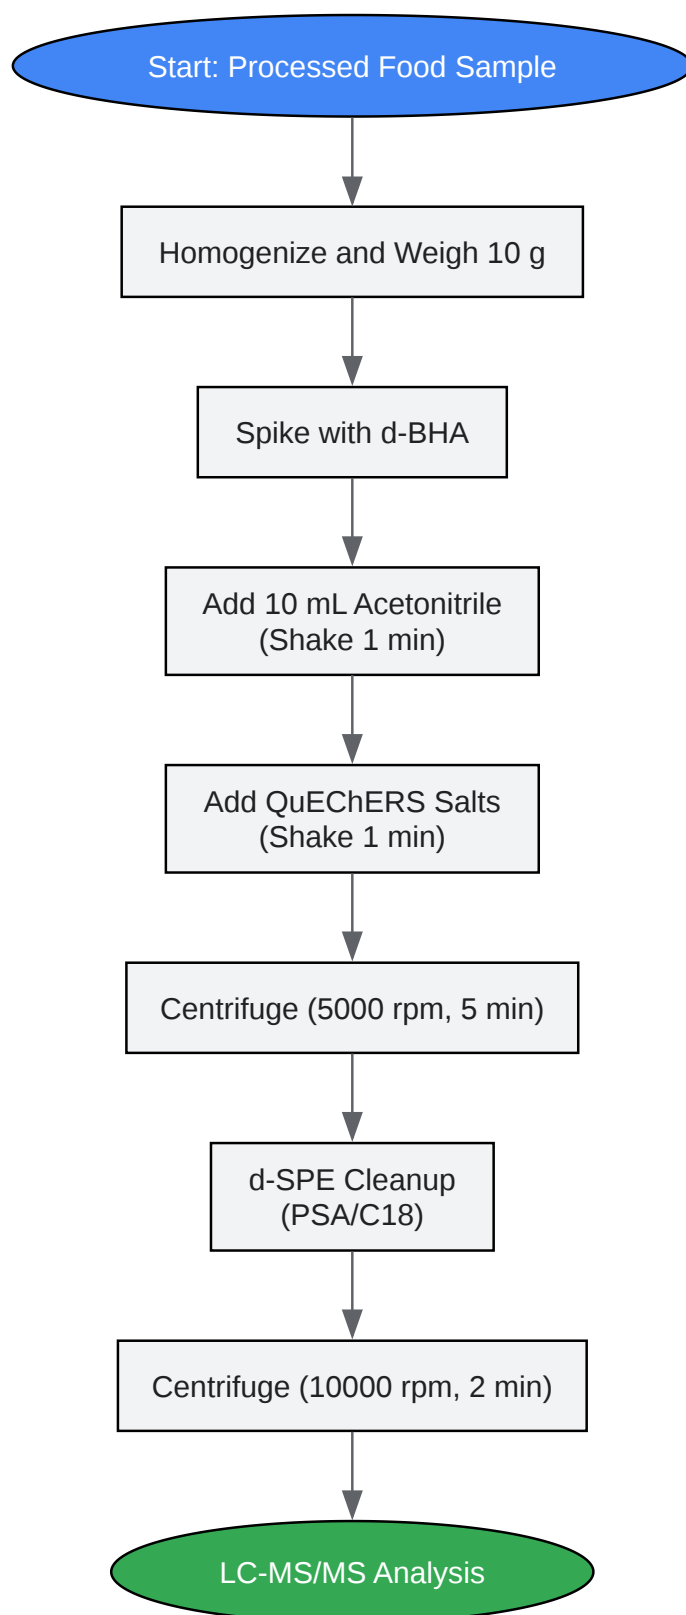 Start: Processed Food Sample
Homogenize and Weigh 10 g
Spike with d-BHA
Add 10 mL Acetonitrile
(Shake 1 min)
Add QuEChERS Salts
(Shake 1 min)
Centrifuge (5000 rpm, 5 min)
d-SPE Cleanup
(PSA/C18)
Centrifuge (10000 rpm, 2 min)
LC-MS/MS Analysis